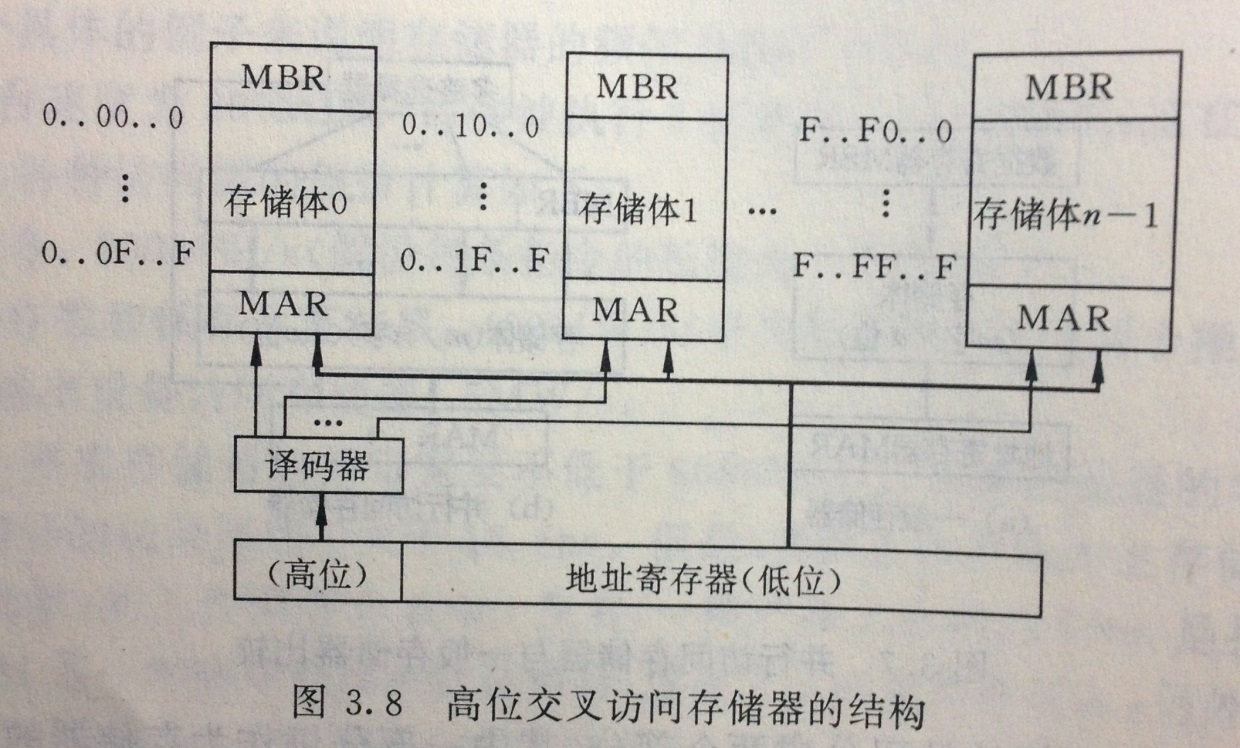 MBR
MBR
MBR
0..00..0
0..10..0
F..F0..0
⋮
存储体0
⋮
存储体1
…
⋮
存储体n-1
0..0F..F
0..1F..F
F..FF..F
MAR
MAR
MAR
…
译码器
(高位)
地址寄存器(低位)
图 3.8 高位交叉访问存储器的结构